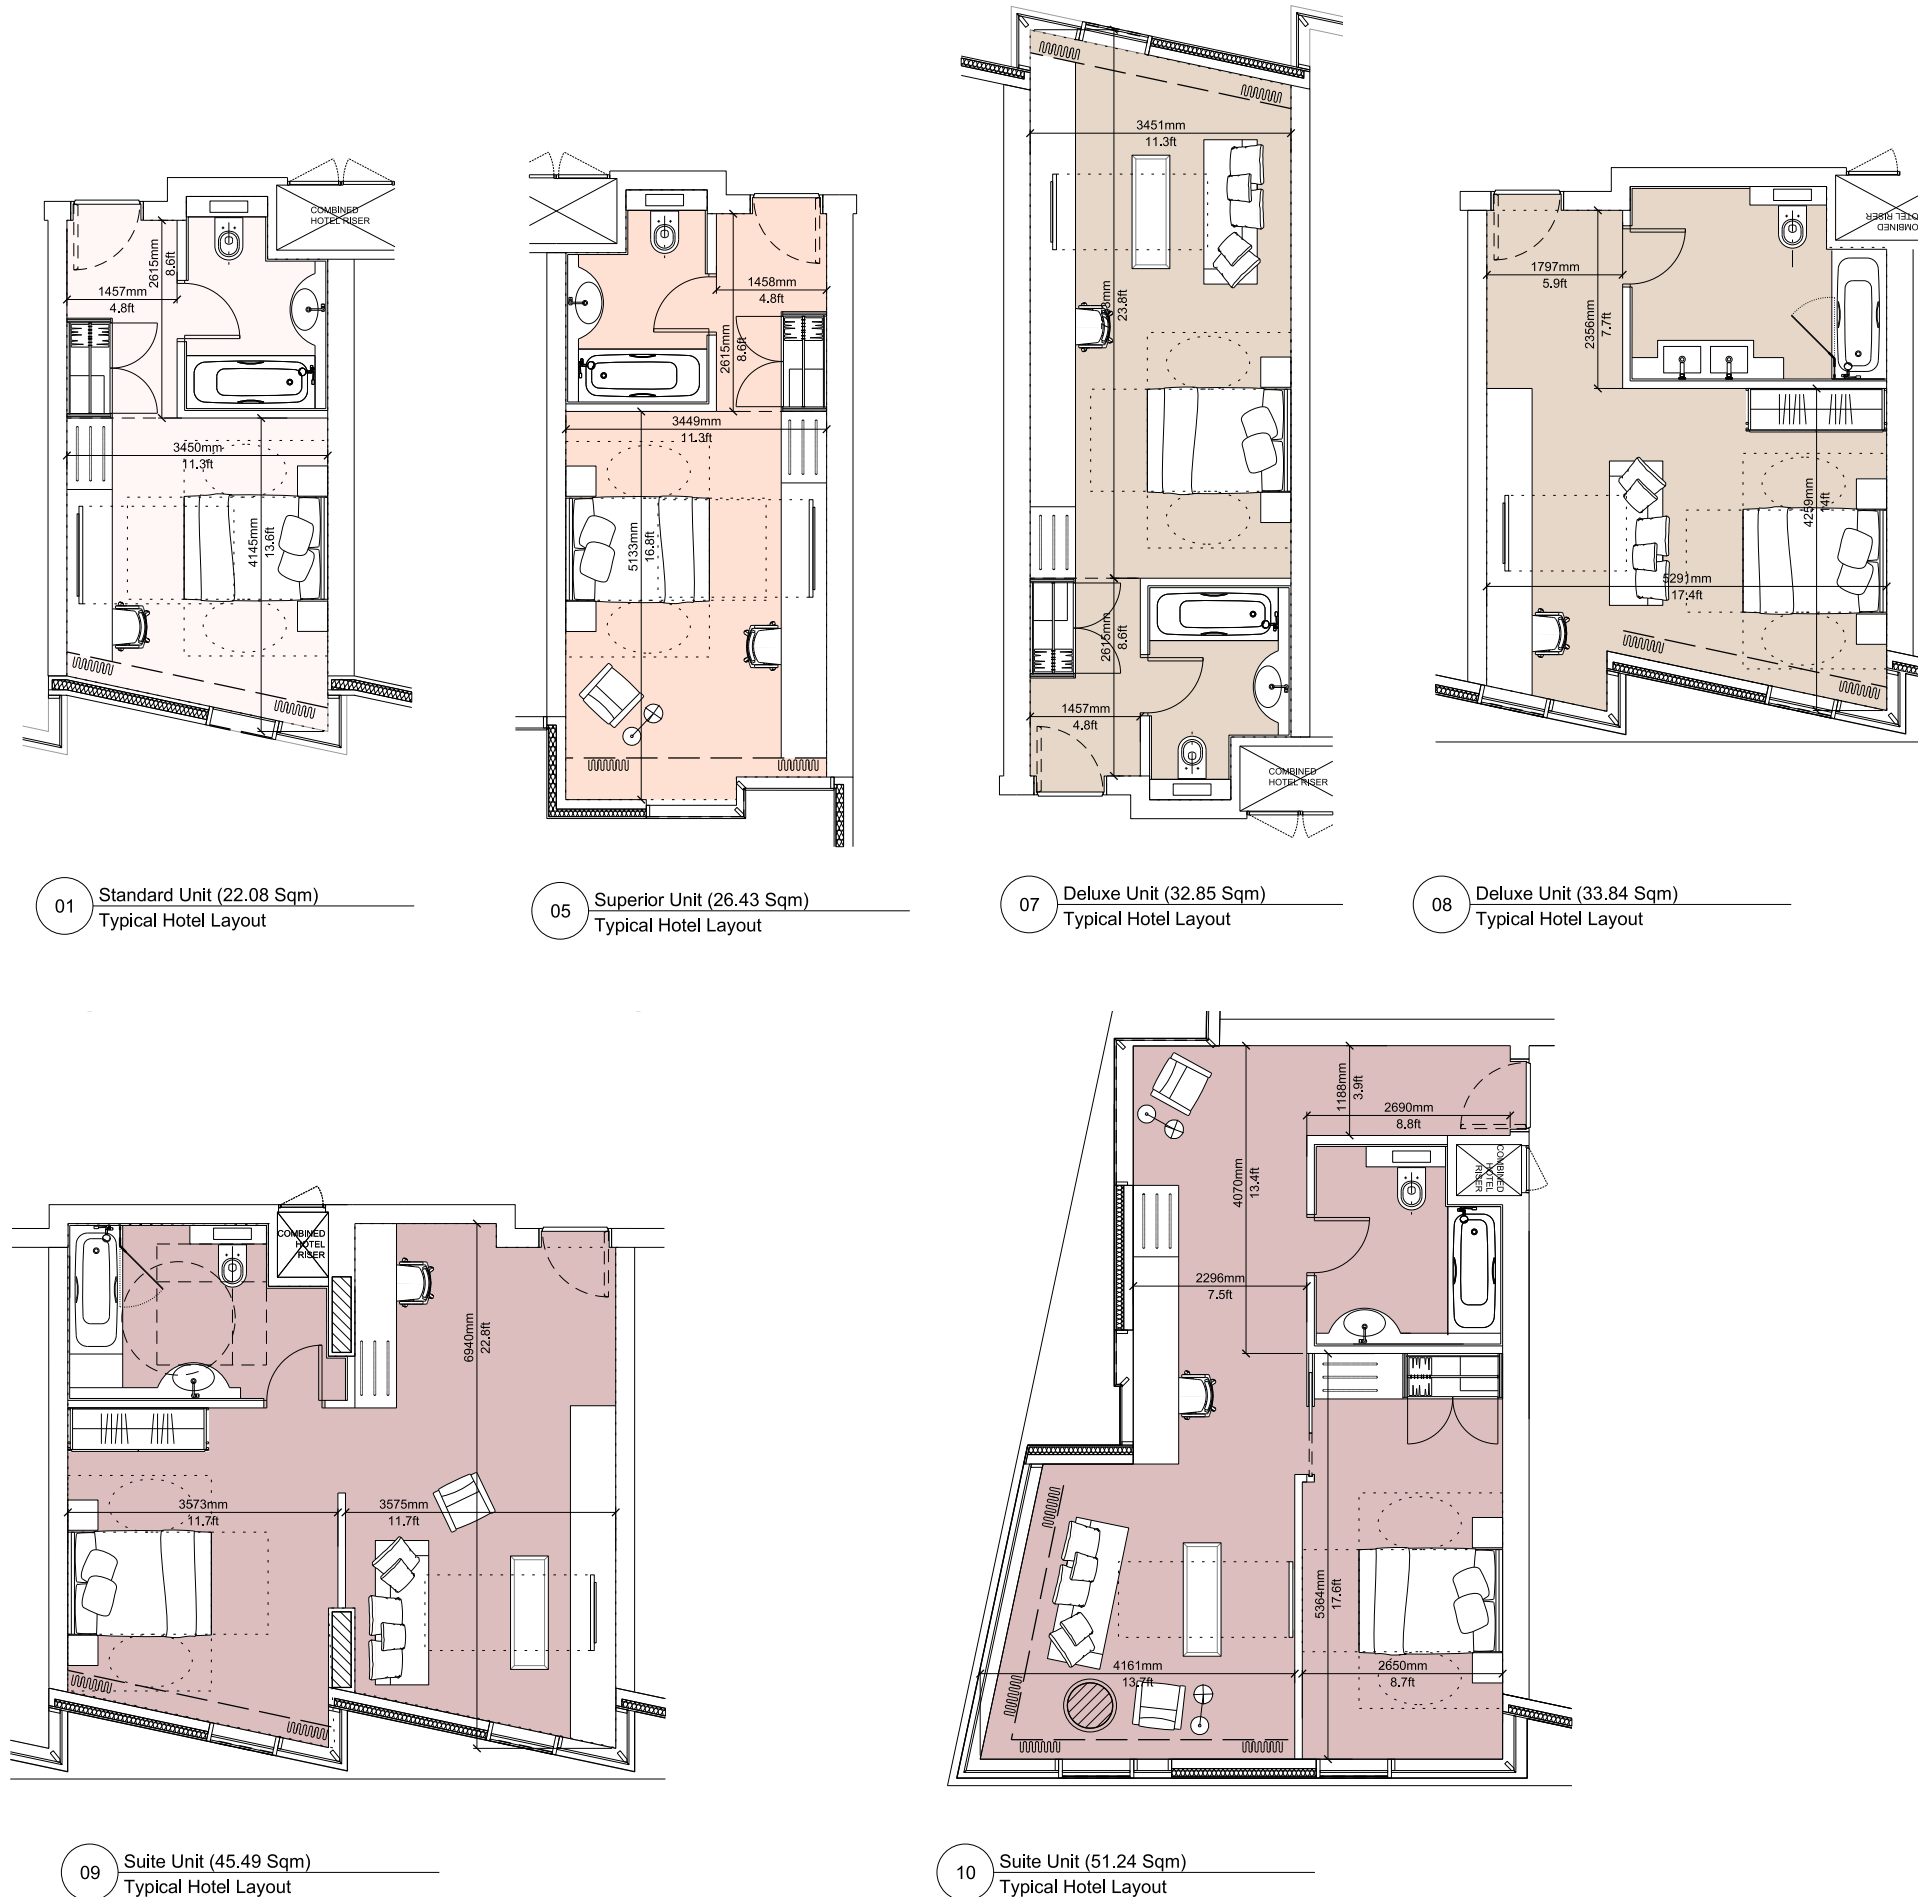 COMBINED
HOTEL RISER
2615mm
8.6ft
1457mm
4.8ft
3450mm
11.3ft
4145mm
13.6ft
01
Standard Unit (22.08 Sqm)
Typical Hotel Layout
1458mm
4.8ft
2615mm
8.6ft
3449mm
11.3ft
5133mm
16.8ft
05
Superior Unit (26.43 Sqm)
Typical Hotel Layout
3451mm
11.3ft
23.8ft
2615mm
8.6ft
1457mm
4.8ft
COMBINED
HOTEL RISER
07
Deluxe Unit (32.85 Sqm)
Typical Hotel Layout
1797mm
5.9ft
2356mm
7.7ft
4259mm
14ft
5291mm
17.4ft
08
Deluxe Unit (33.84 Sqm)
Typical Hotel Layout
COMBINED
HOTEL
RISER
6940mm
22.8ft
3573mm
11.7ft
3575mm
11.7ft
09
Suite Unit (45.49 Sqm)
Typical Hotel Layout
1188mm
3.9ft
2690mm
8.8ft
COMBINED
HOTEL
RISER
4070mm
13.4ft
2296mm
7.5ft
5364mm
17.6ft
4161mm
13.7ft
2650mm
8.7ft
10
Suite Unit (51.24 Sqm)
Typical Hotel Layout